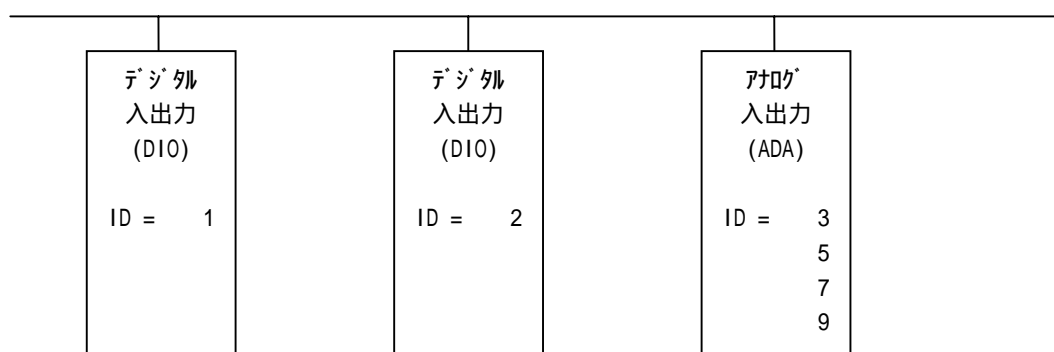 ﾃﾞｼﾞﾀﾙ
入出力
(DIO)
ID = 1
ﾃﾞｼﾞﾀﾙ
入出力
(DIO)
ID = 2
ｱﾅﾛｸﾞ
入出力
(ADA)
ID = 3
5
7
9